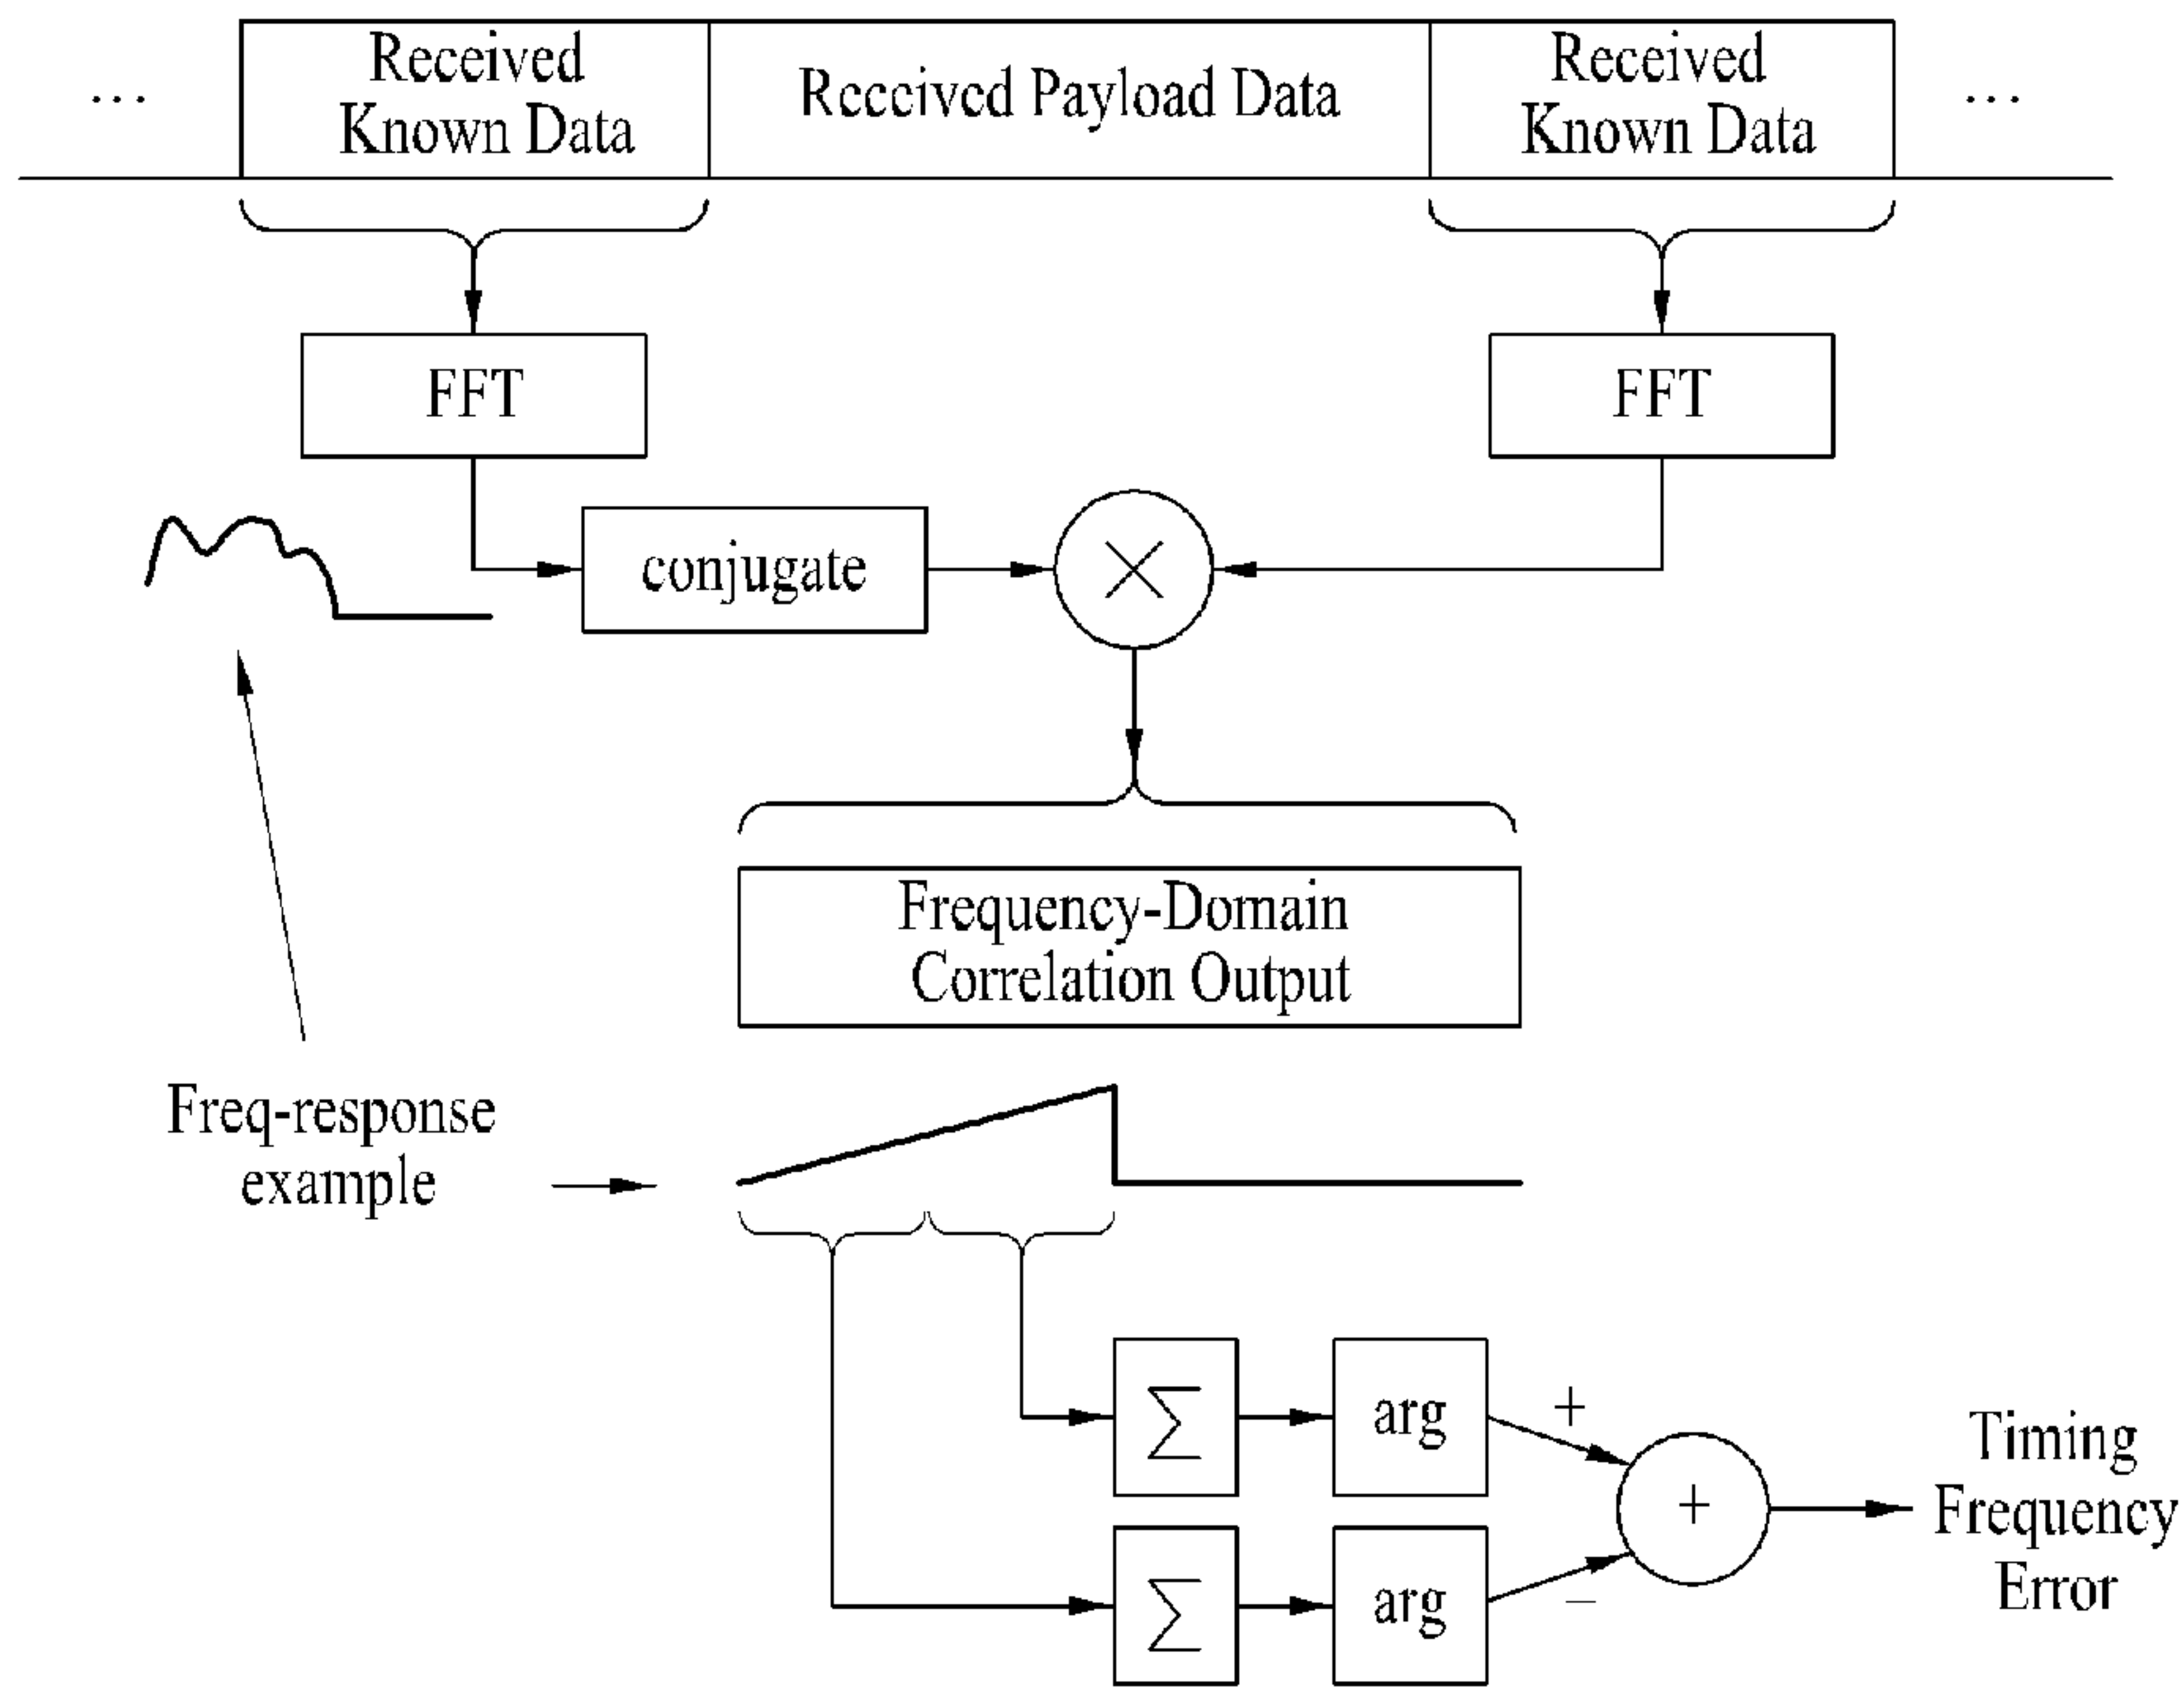 ...
Received
Known Data
Received Payload Data
Received
Known Data
...
FFT
FFT
conjugate
×
Frequency-Domain
Correlation Output
Freq-response
example
∑
arg
+
∑
arg
−
+
Timing
Frequency
Error